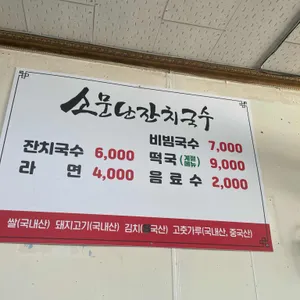 소문난잔치국수
잔치국수 6,000
라면 4,000
비빔국수 7,000
떡국 9,000
음료수 2,000
쌀(국내산) 돼지고기(국내산) 김치(국산) 고춧가루(국내산, 중국산)